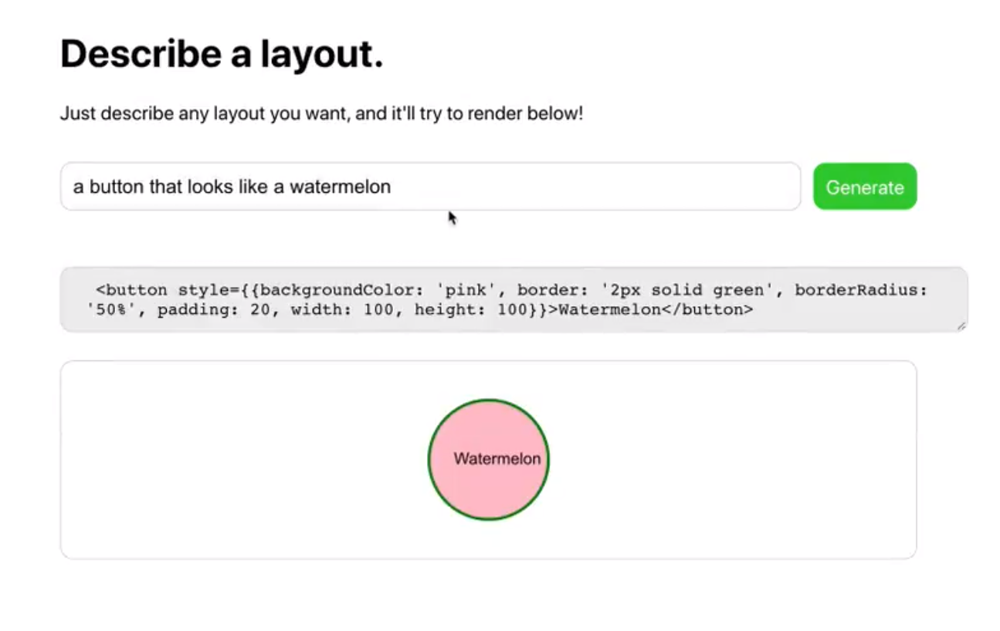 Describe a layout.
Just describe any layout you want, and it'll try to render below!
a button that looks like a watermelon
Generate
<button style={{backgroundColor: 'pink', border: '2px solid green', borderRadius:
'50%', padding: 20, width: 100, height: 100}}>Watermelon</button>
Watermelon